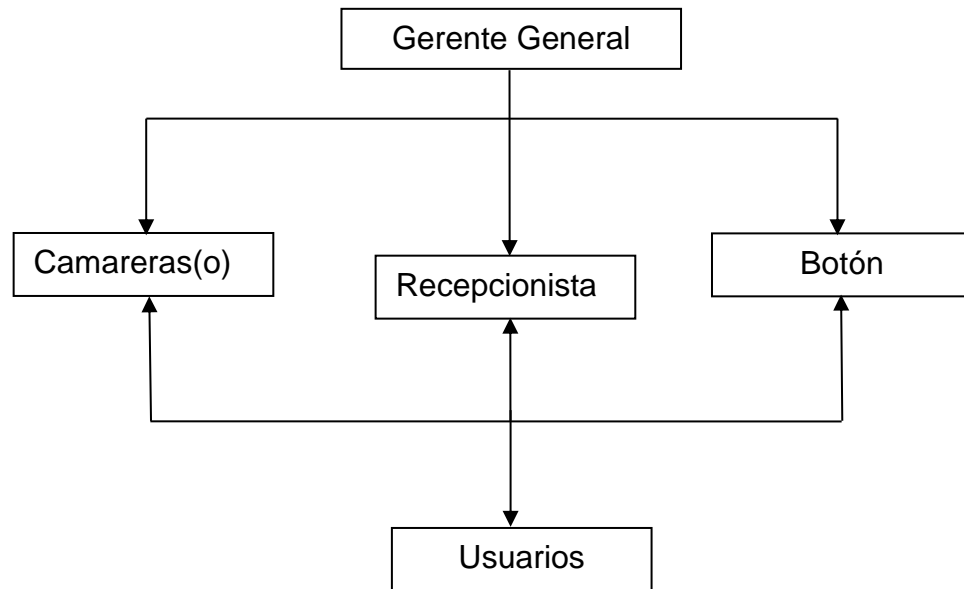 Gerente General
Camareras(o)
Recepcionista
Botón
Usuarios